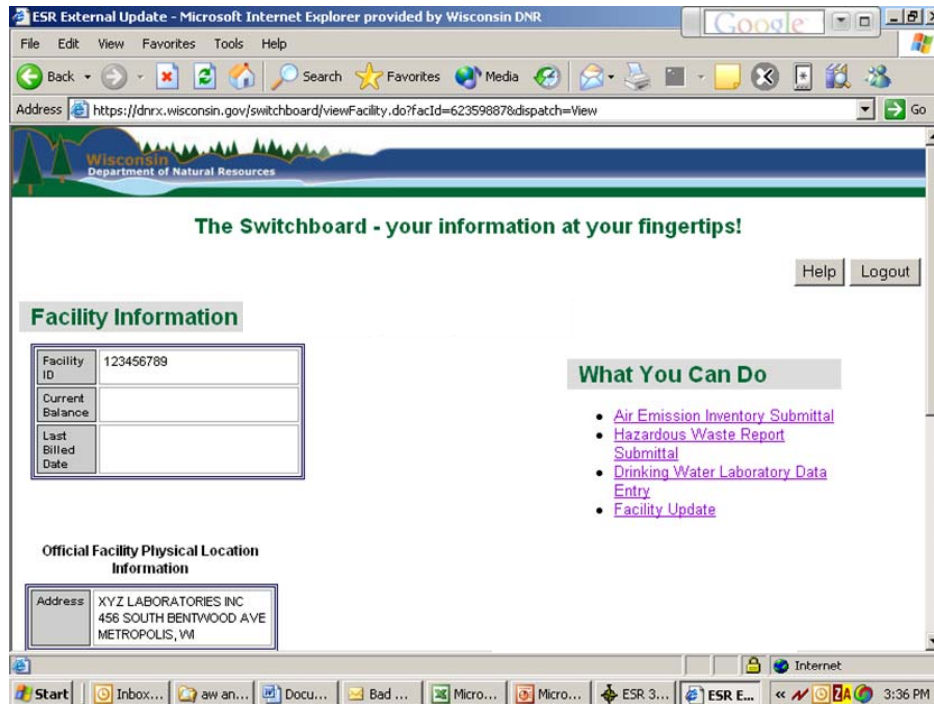 ESR External Update - Microsoft Internet Explorer provided by Wisconsin DNR
Google
File Edit View Favorites Tools Help
Back Search Favorites Media
Address https://dnrx.wisconsin.gov/switchboard/viewFacility.do?facId=62359887&dispatch=View Go
Wisconsin
Department of Natural Resources
The Switchboard - your information at your fingertips!
Help Logout
Facility Information
Facility ID 123456789
Current Balance
Last Billed Date
What You Can Do
Air Emission Inventory Submittal
Hazardous Waste Report
Submittal
Drinking Water Laboratory Data
Entry
Facility Update
Official Facility Physical Location
Information
Address XYZ LABORATORIES INC
456 SOUTH BENTWOOD AVE
METROPOLIS, WI
Internet
Start Inbox... aw an... Docu... Bad ... Micro... Micro... ESR 3... ESR E... « 3:36 PM